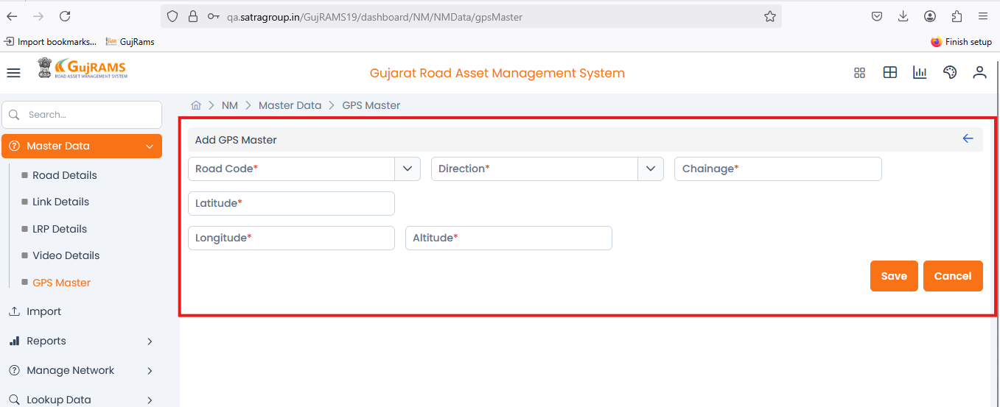 qa.satragroup.in/GujRAMS19/dashboard/NM/NMData/gpsMaster
Import bookmarks... GujRams Finish setup
GujRAMS
ROAD ASSET MANAGEMENT SYSTEM
Gujarat Road Asset Management System
NM Master Data GPS Master
Search...
Master Data
Road Details
Link Details
LRP Details
Video Details
GPS Master
Import
Reports
Manage Network
Lookup Data
Add GPS Master
Road Code* Direction* Chainage*
Latitude*
Longitude* Altitude*
Save Cancel